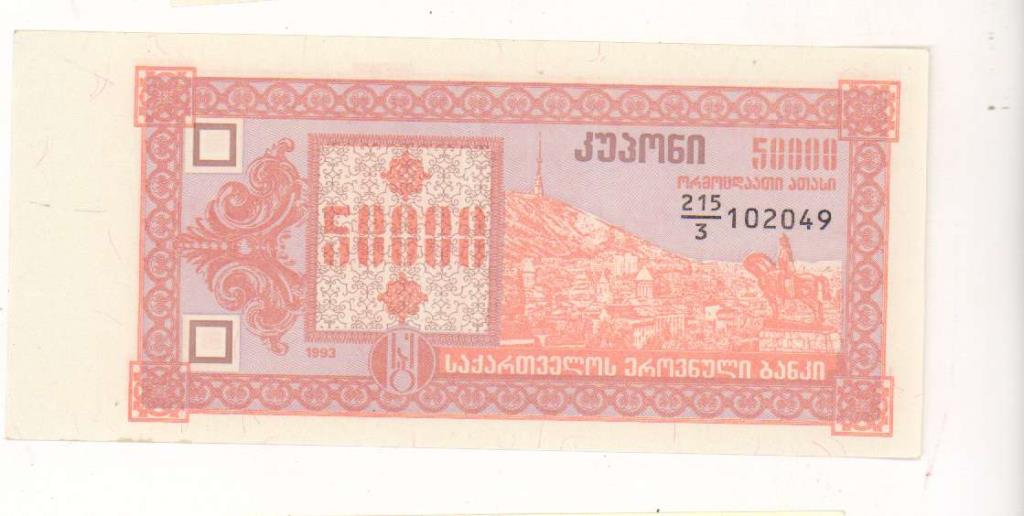 კუპონი 50000
ორმოცდაათი ათასი
215/3 102049
50000
1993
საქართველოს ეროვნული ბანკი